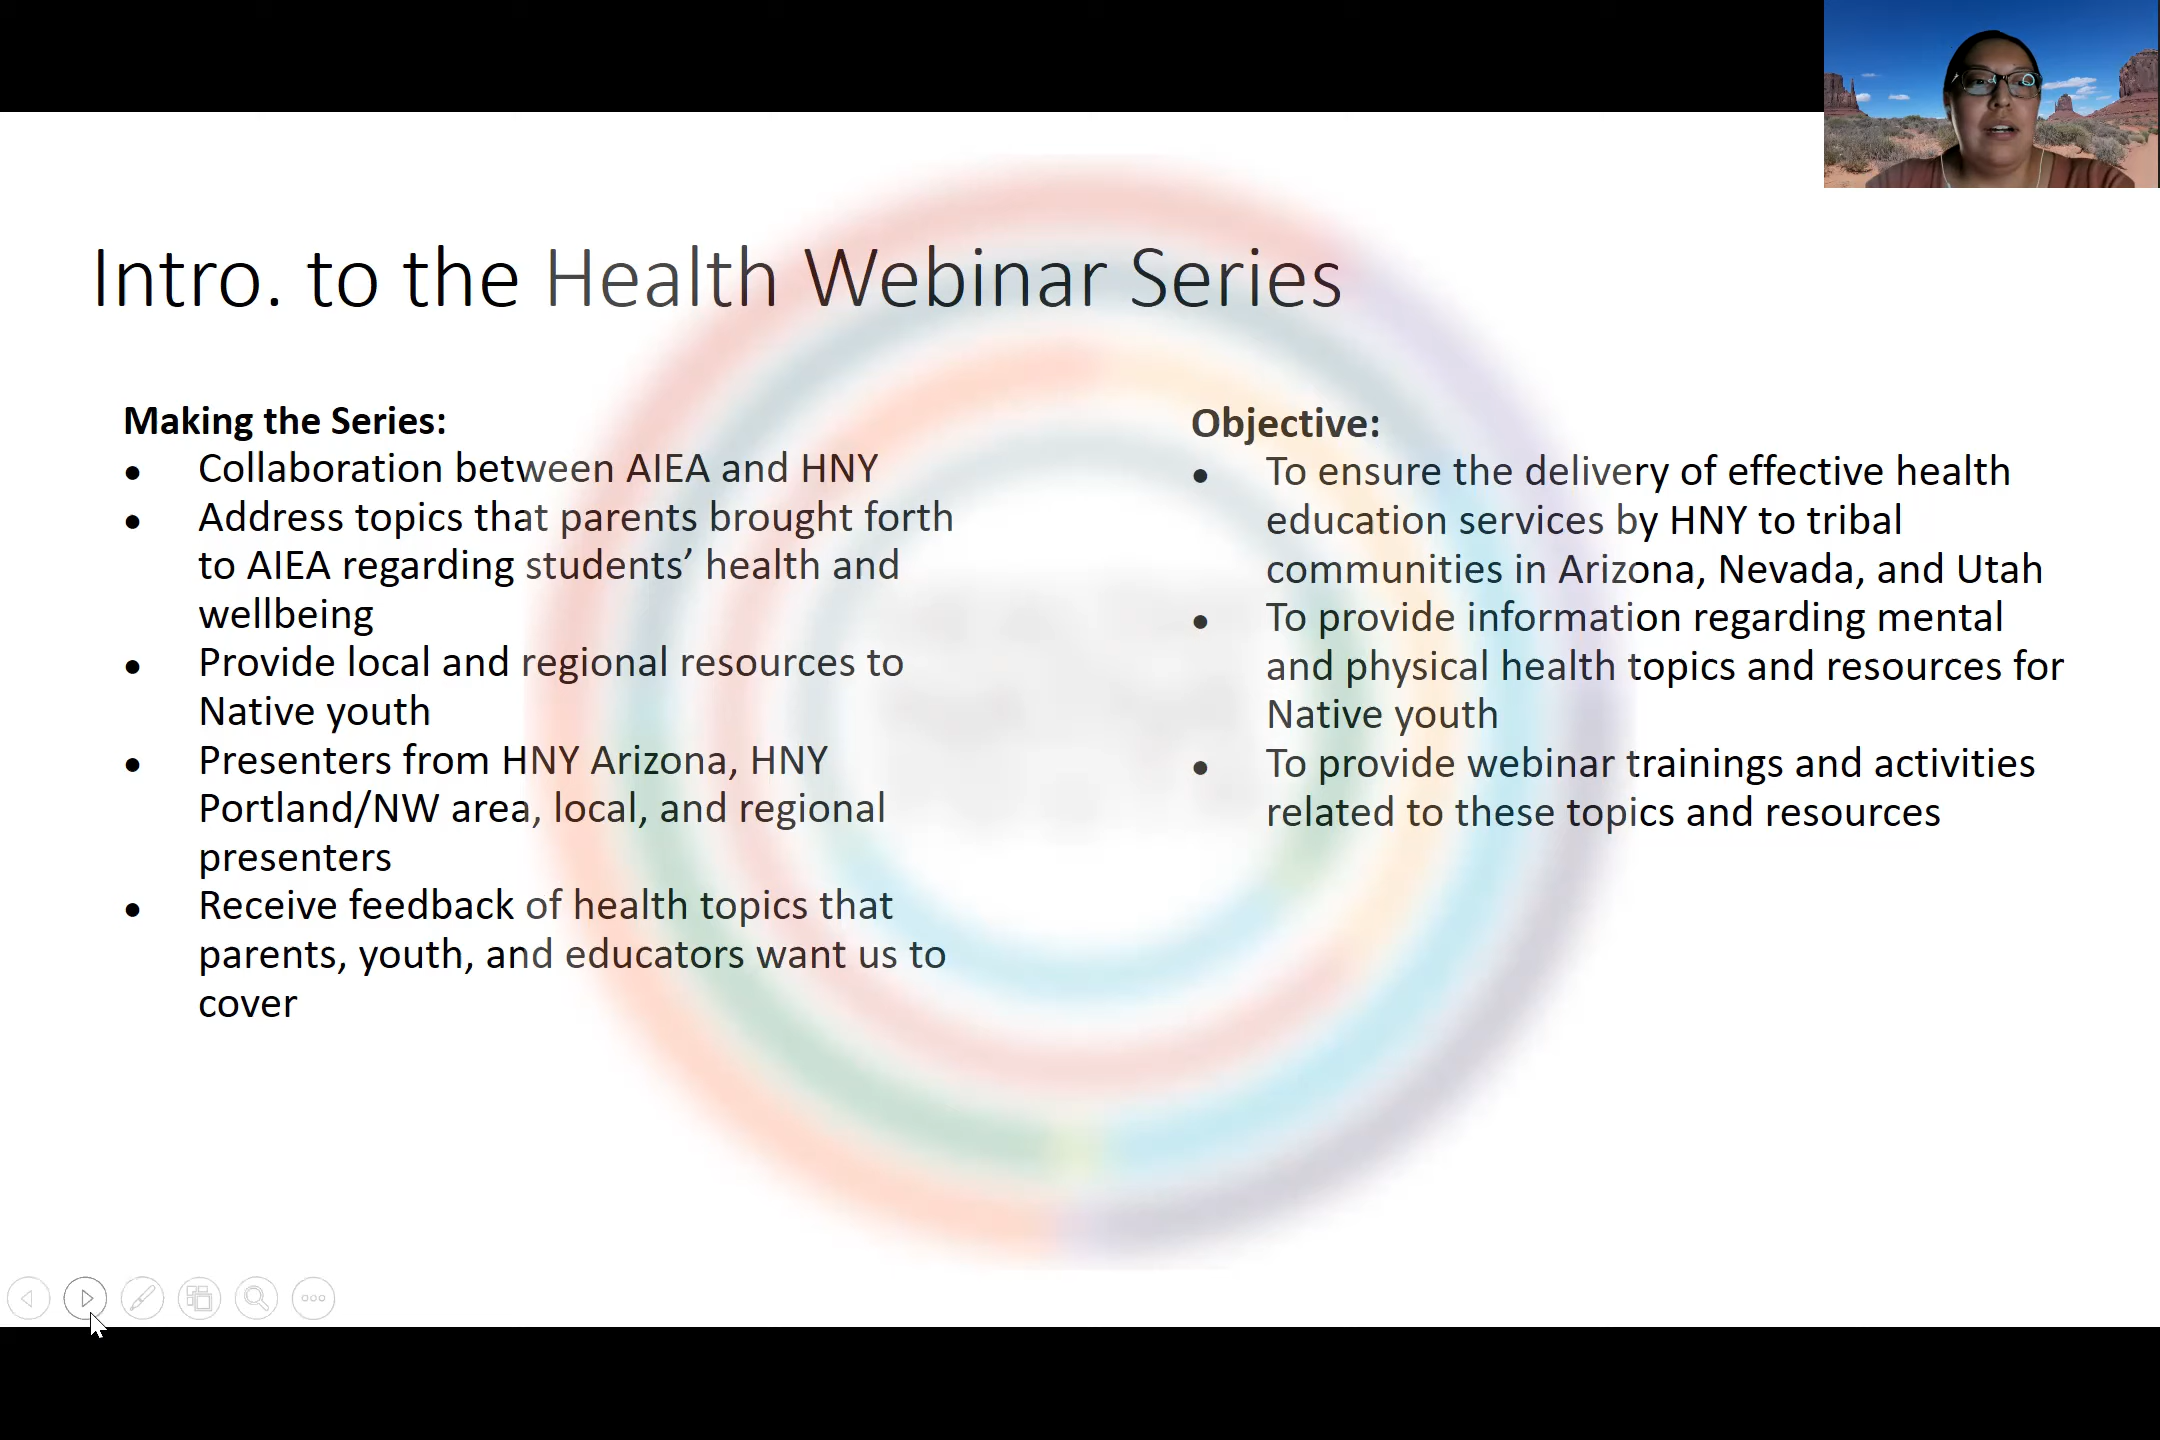 Intro. to the Health Webinar Series
Making the Series:
● Collaboration between AIEA and HNY
● Address topics that parents brought forth
to AIEA regarding students’ health and
wellbeing
● Provide local and regional resources to
Native youth
● Presenters from HNY Arizona, HNY
Portland/NW area, local, and regional
presenters
● Receive feedback of health topics that
parents, youth, and educators want us to
cover
Objective:
● To ensure the delivery of effective health
education services by HNY to tribal
communities in Arizona, Nevada, and Utah
● To provide information regarding mental
and physical health topics and resources for
Native youth
● To provide webinar trainings and activities
related to these topics and resources